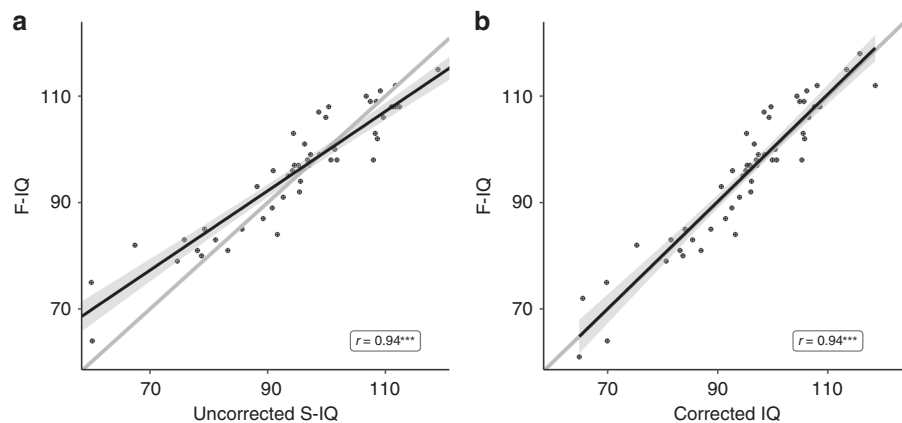 a
b
110
90
70
F-IQ
r = 0.94***
70
90
110
Uncorrected S-IQ
110
90
70
F-IQ
r = 0.94***
70
90
110
Corrected IQ